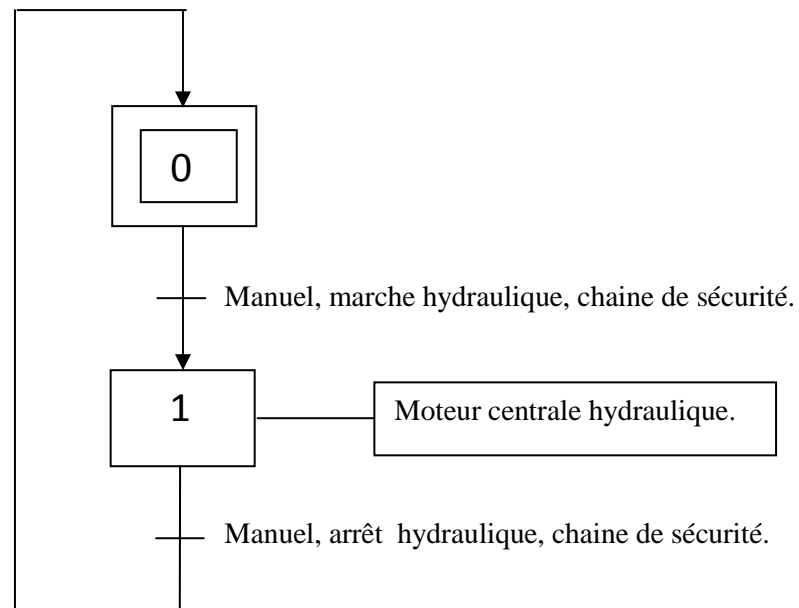 0
Manuel, marche hydraulique, chaine de sécurité.
1
Moteur centrale hydraulique.
Manuel, arrêt hydraulique, chaine de sécurité.